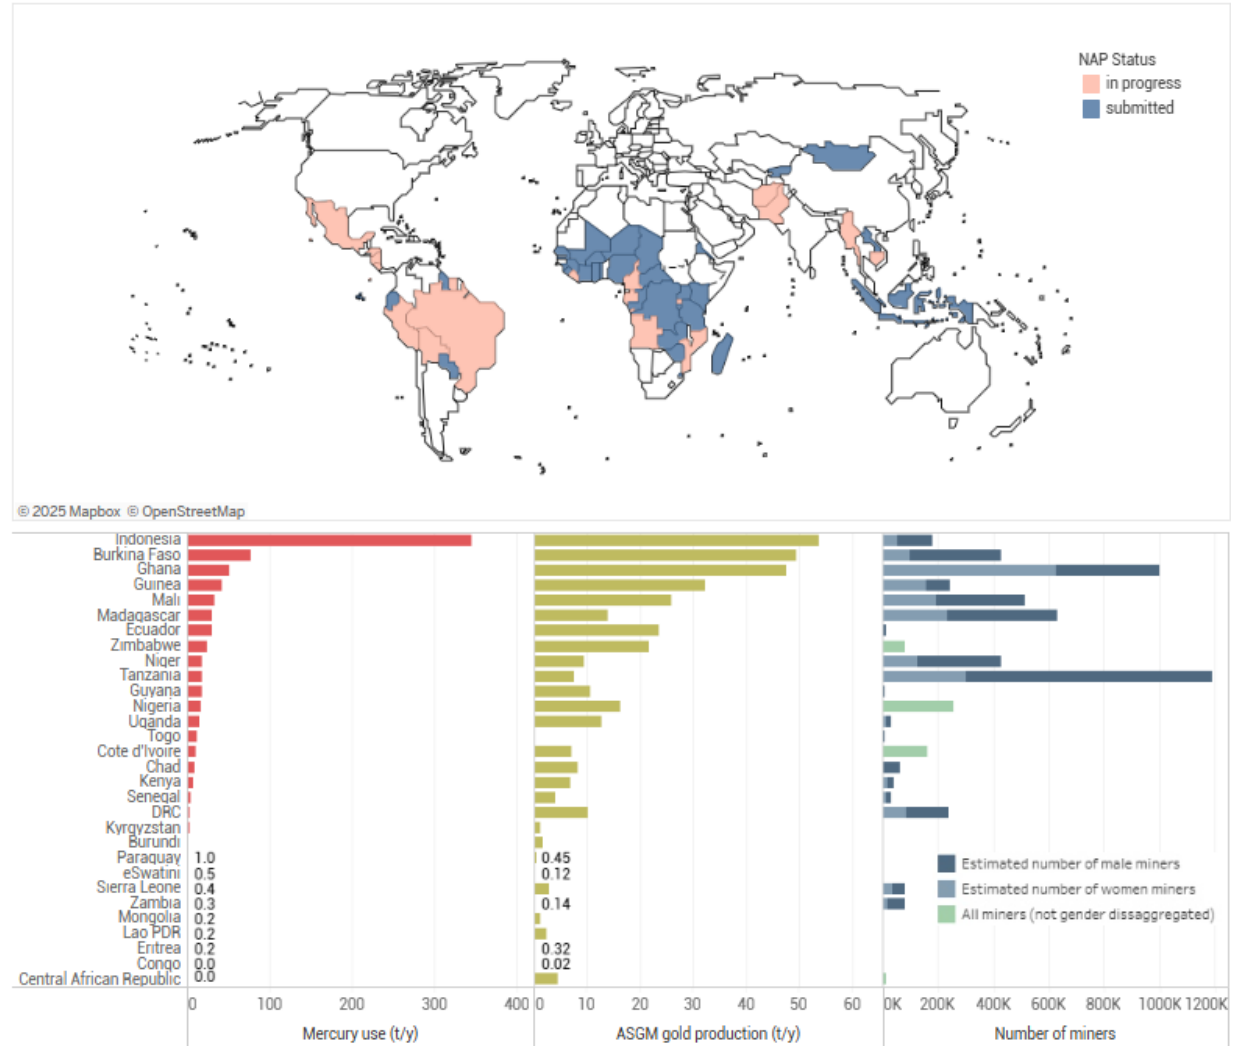 NAP Status
in progress
submitted
© 2025 Mapbox © OpenStreetMap
Indonesia
Burkina Faso
Ghana
Guinea
Mali
Madagascar
Ecuador
Zimbabwe
Niger
Tanzania
Guyana
Nigeria
Uganda
Togo
Cote d'Ivoire
Chad
Kenya
Senegal
DRC
Kyrgyzstan
Burundi
Paraguay 1.0 0.45
eSwatini 0.5 0.12
Sierra Leone 0.4
Zambia 0.3 0.14
Mongolia 0.2
Lao PDR 0.2
Eritrea 0.2 0.32
Congo 0.0 0.02
Central African Republic 0.0
Estimated number of male miners
Estimated number of women miners
All miners (not gender dissaggregated)
0 100 200 300 400 0 10 20 30 40 50 60 0K 200K 400K 600K 800K 1000K 1200K
Mercury use (t/y) ASGM gold production (t/y) Number of miners